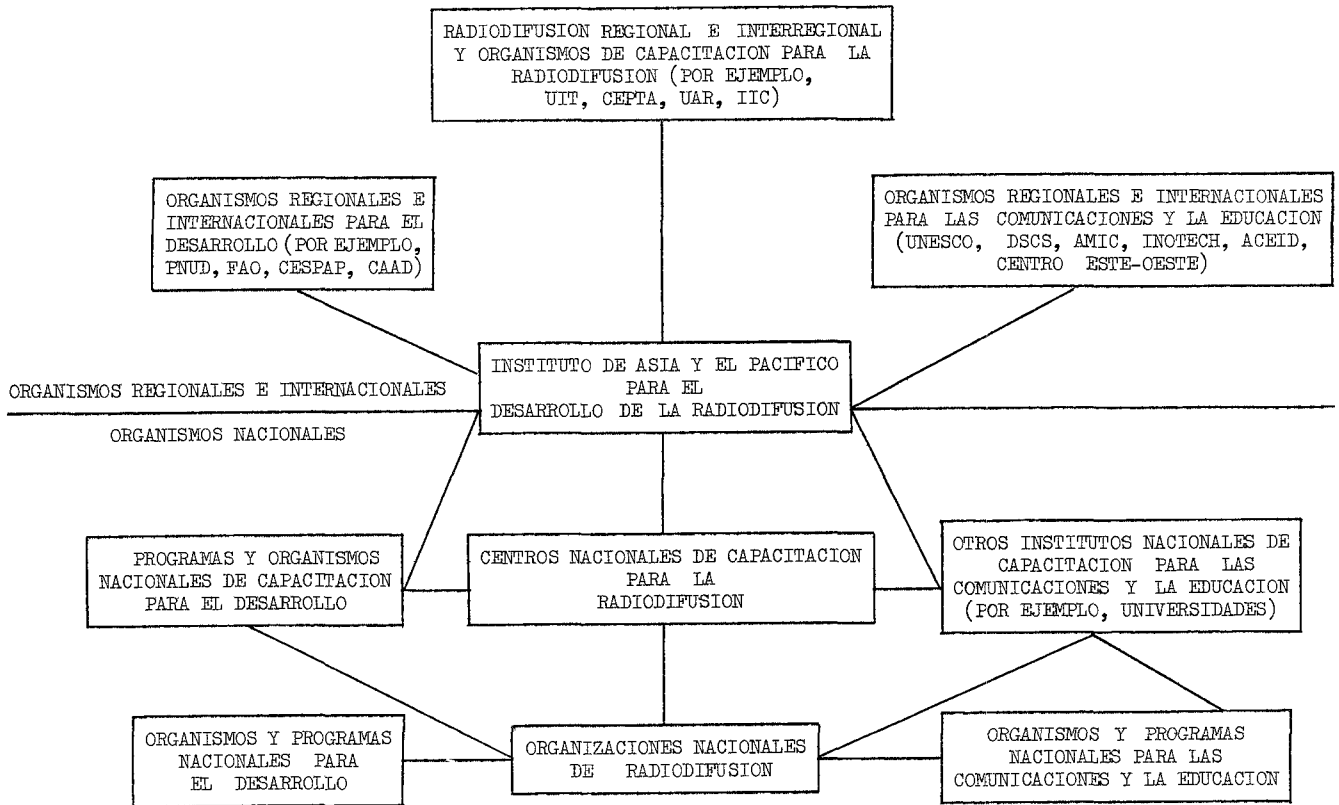 RADIODIFUSION REGIONAL E INTERREGIONAL
Y ORGANISMOS DE CAPACITACION PARA LA
RADIODIFUSION (POR EJEMPLO,
UIT, CEPTA, UAR, IIC)
ORGANISMOS REGIONALES E
INTERNACIONALES PARA EL
DESARROLLO (POR EJEMPLO,
PNUD, FAO, CESPAP, CAAD)
ORGANISMOS REGIONALES E INTERNACIONALES
PARA LAS COMUNICACIONES Y LA EDUCACION
(UNESCO, DSCS, AMIC, INOTECH, ACEID,
CENTRO ESTE-OESTE)
INSTITUTO DE ASIA Y EL PACIFICO
PARA EL
DESARROLLO DE LA RADIODIFUSION
ORGANISMOS REGIONALES E INTERNACIONALES
ORGANISMOS NACIONALES
PROGRAMAS Y ORGANISMOS
NACIONALES DE CAPACITACION
PARA EL DESARROLLO
CENTROS NACIONALES DE CAPACITACION
PARA LA
RADIODIFUSION
OTROS INSTITUTOS NACIONALES DE
CAPACITACION PARA LAS
COMUNICACIONES Y LA EDUCACION
(POR EJEMPLO, UNIVERSIDADES)
ORGANISMOS Y PROGRAMAS
NACIONALES PARA
EL DESARROLLO
ORGANIZACIONES NACIONALES
DE RADIODIFUSION
ORGANISMOS Y PROGRAMAS
NACIONALES PARA LAS
COMUNICACIONES Y LA EDUCACION